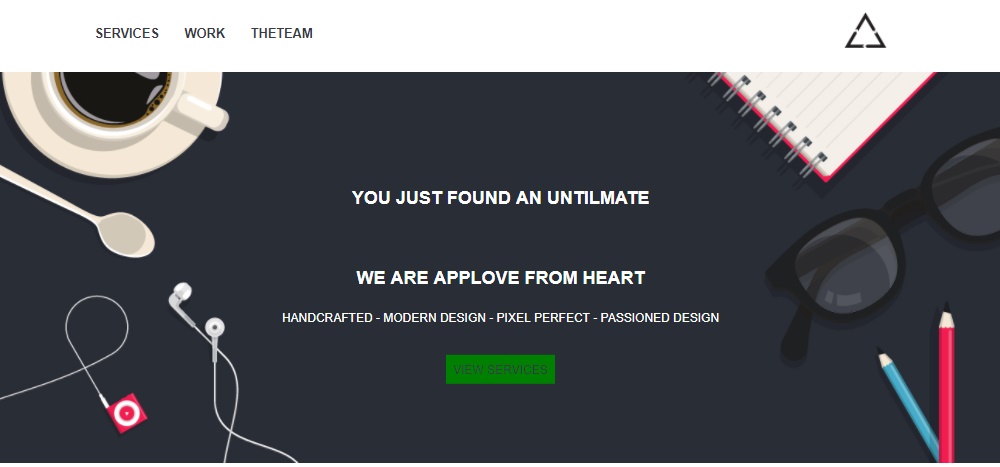 SERVICES WORK THETEAM
YOU JUST FOUND AN UNTILMATE
WE ARE APPLOVE FROM HEART
HANDCRAFTED - MODERN DESIGN - PIXEL PERFECT - PASSIONED DESIGN
VIEW SERVICES